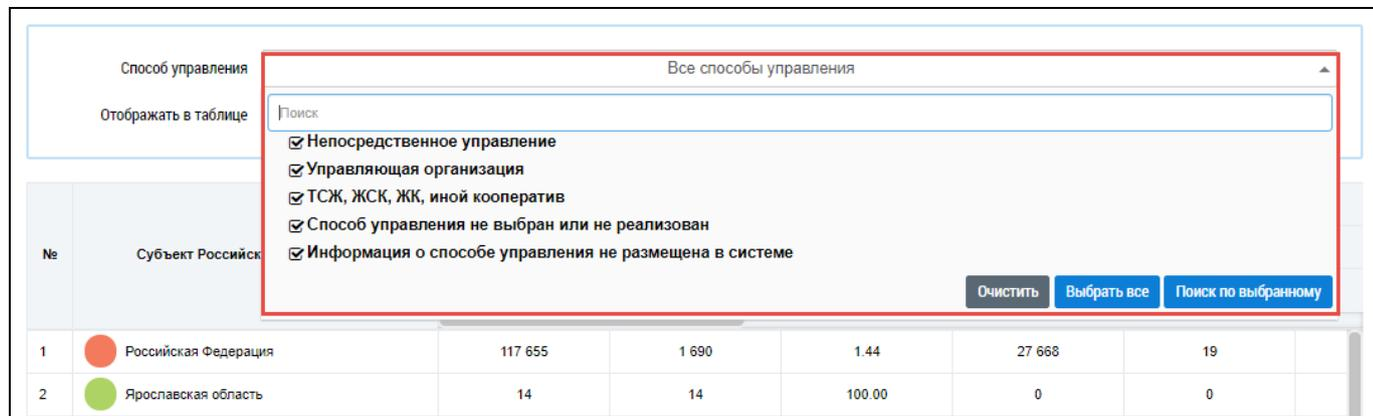 Способ управления
Все способы управления
Отображать в таблице
Поиск
Непосредственное управление
Управляющая организация
ТСЖ, ЖСК, ЖК, иной кооператив
Способ управления не выбран или не реализован
Информация о способе управления не размещена в системе
Очистить Выбрать все Поиск по выбранному
№ Субъект Российск
1 Российская Федерация 117 655 1 690 1.44 27 668 19
2 Ярославская область 14 14 100.00 0 0